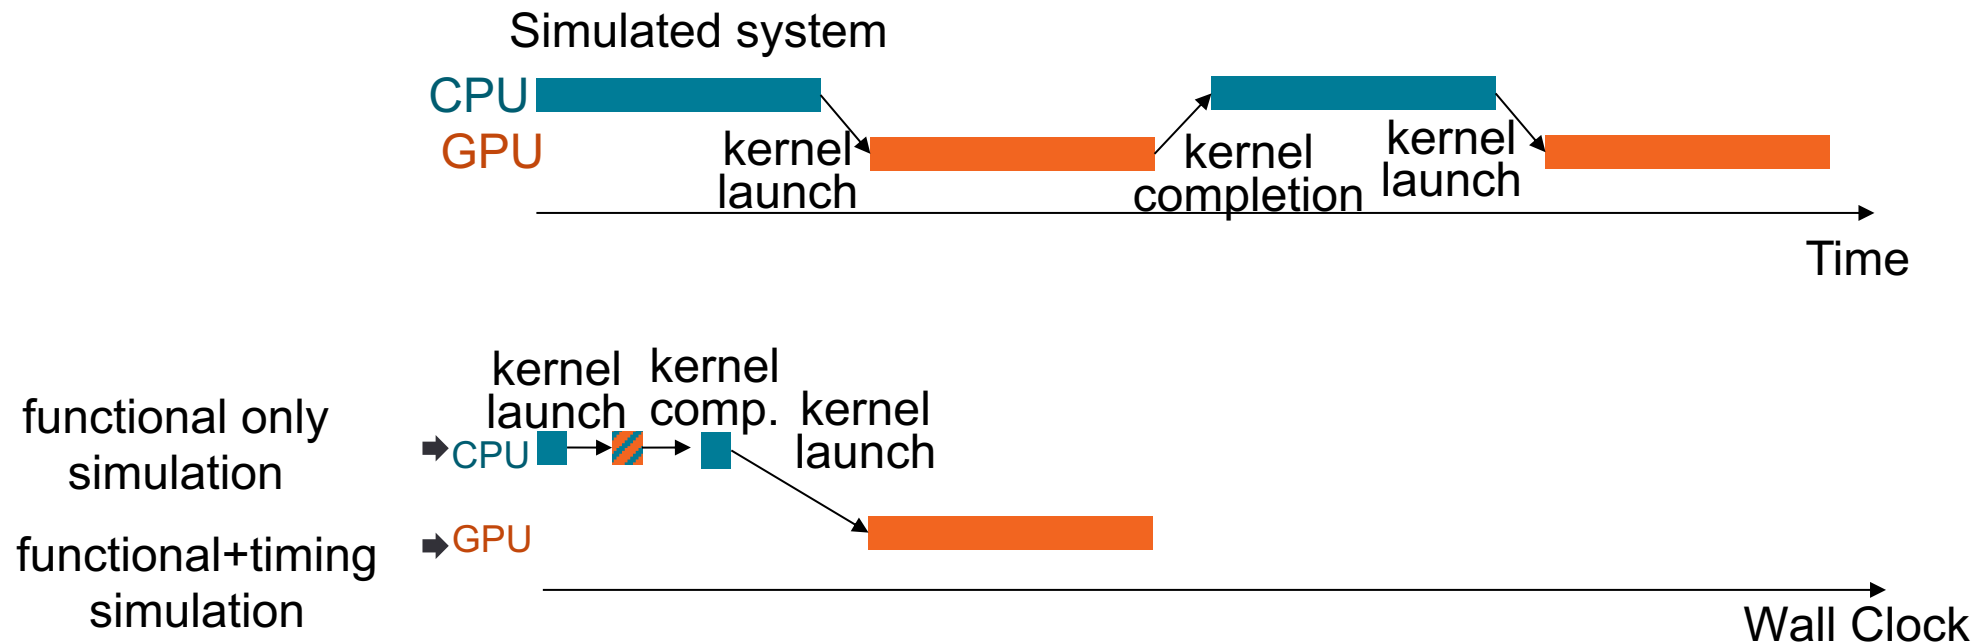 Simulated system
CPU
GPU
kernel
launch
kernel
completion
kernel
launch
Time
functional only
simulation
CPU
kernel
launch
kernel
comp.
kernel
launch
functional+timing
simulation
GPU
Wall Clock